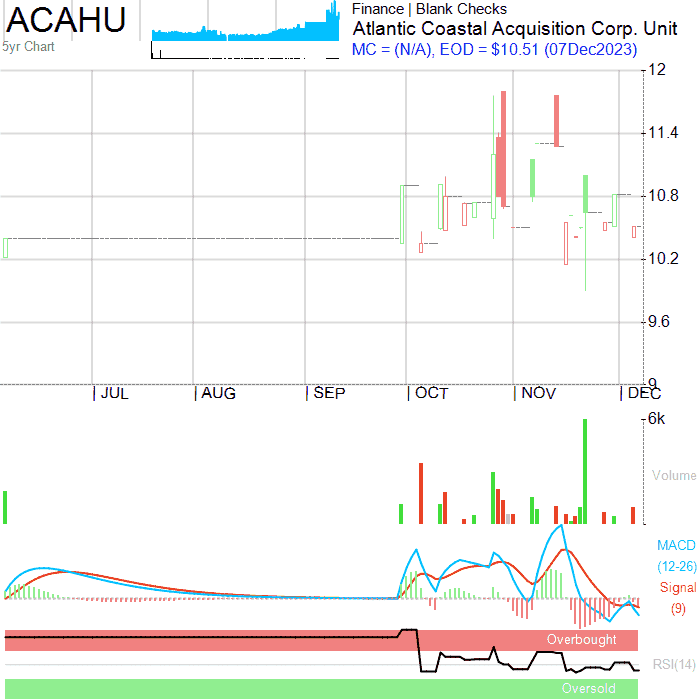 ACAHU
5yr Chart
Finance | Blank Checks
Atlantic Coastal Acquisition Corp. Unit
MC = (N/A), EOD = $10.51 (07Dec2023)
12
11.4
10.8
10.2
9.6
9
JUL AUG SEP OCT NOV DEC
6k
Volume
MACD
(12-26)
Signal
(9)
Overbought
RSI(14)
Oversold